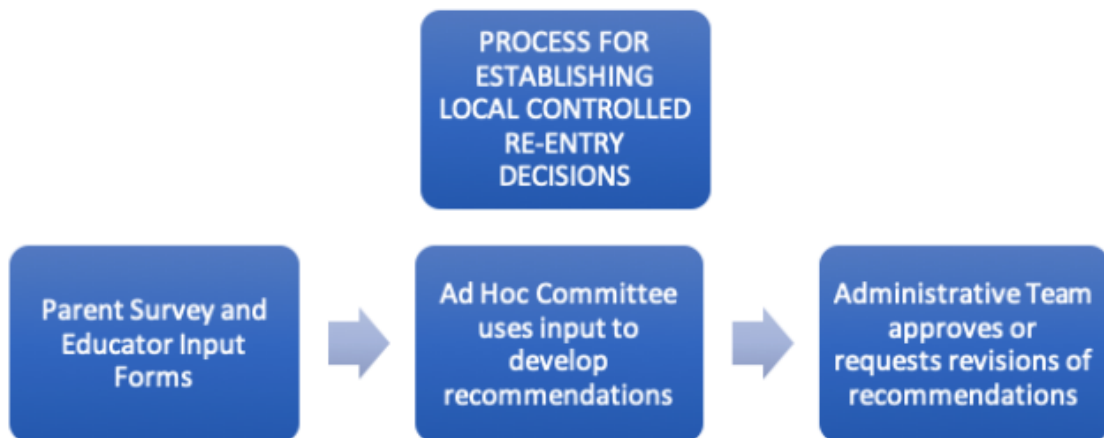 PROCESS FOR
ESTABLISHING
LOCAL CONTROLLED
RE-ENTRY
DECISIONS
Parent Survey and
Educator Input
Forms
Ad Hoc Committee
uses input to
develop
recommendations
Administrative Team
approves or
requests revisions of
recommendations